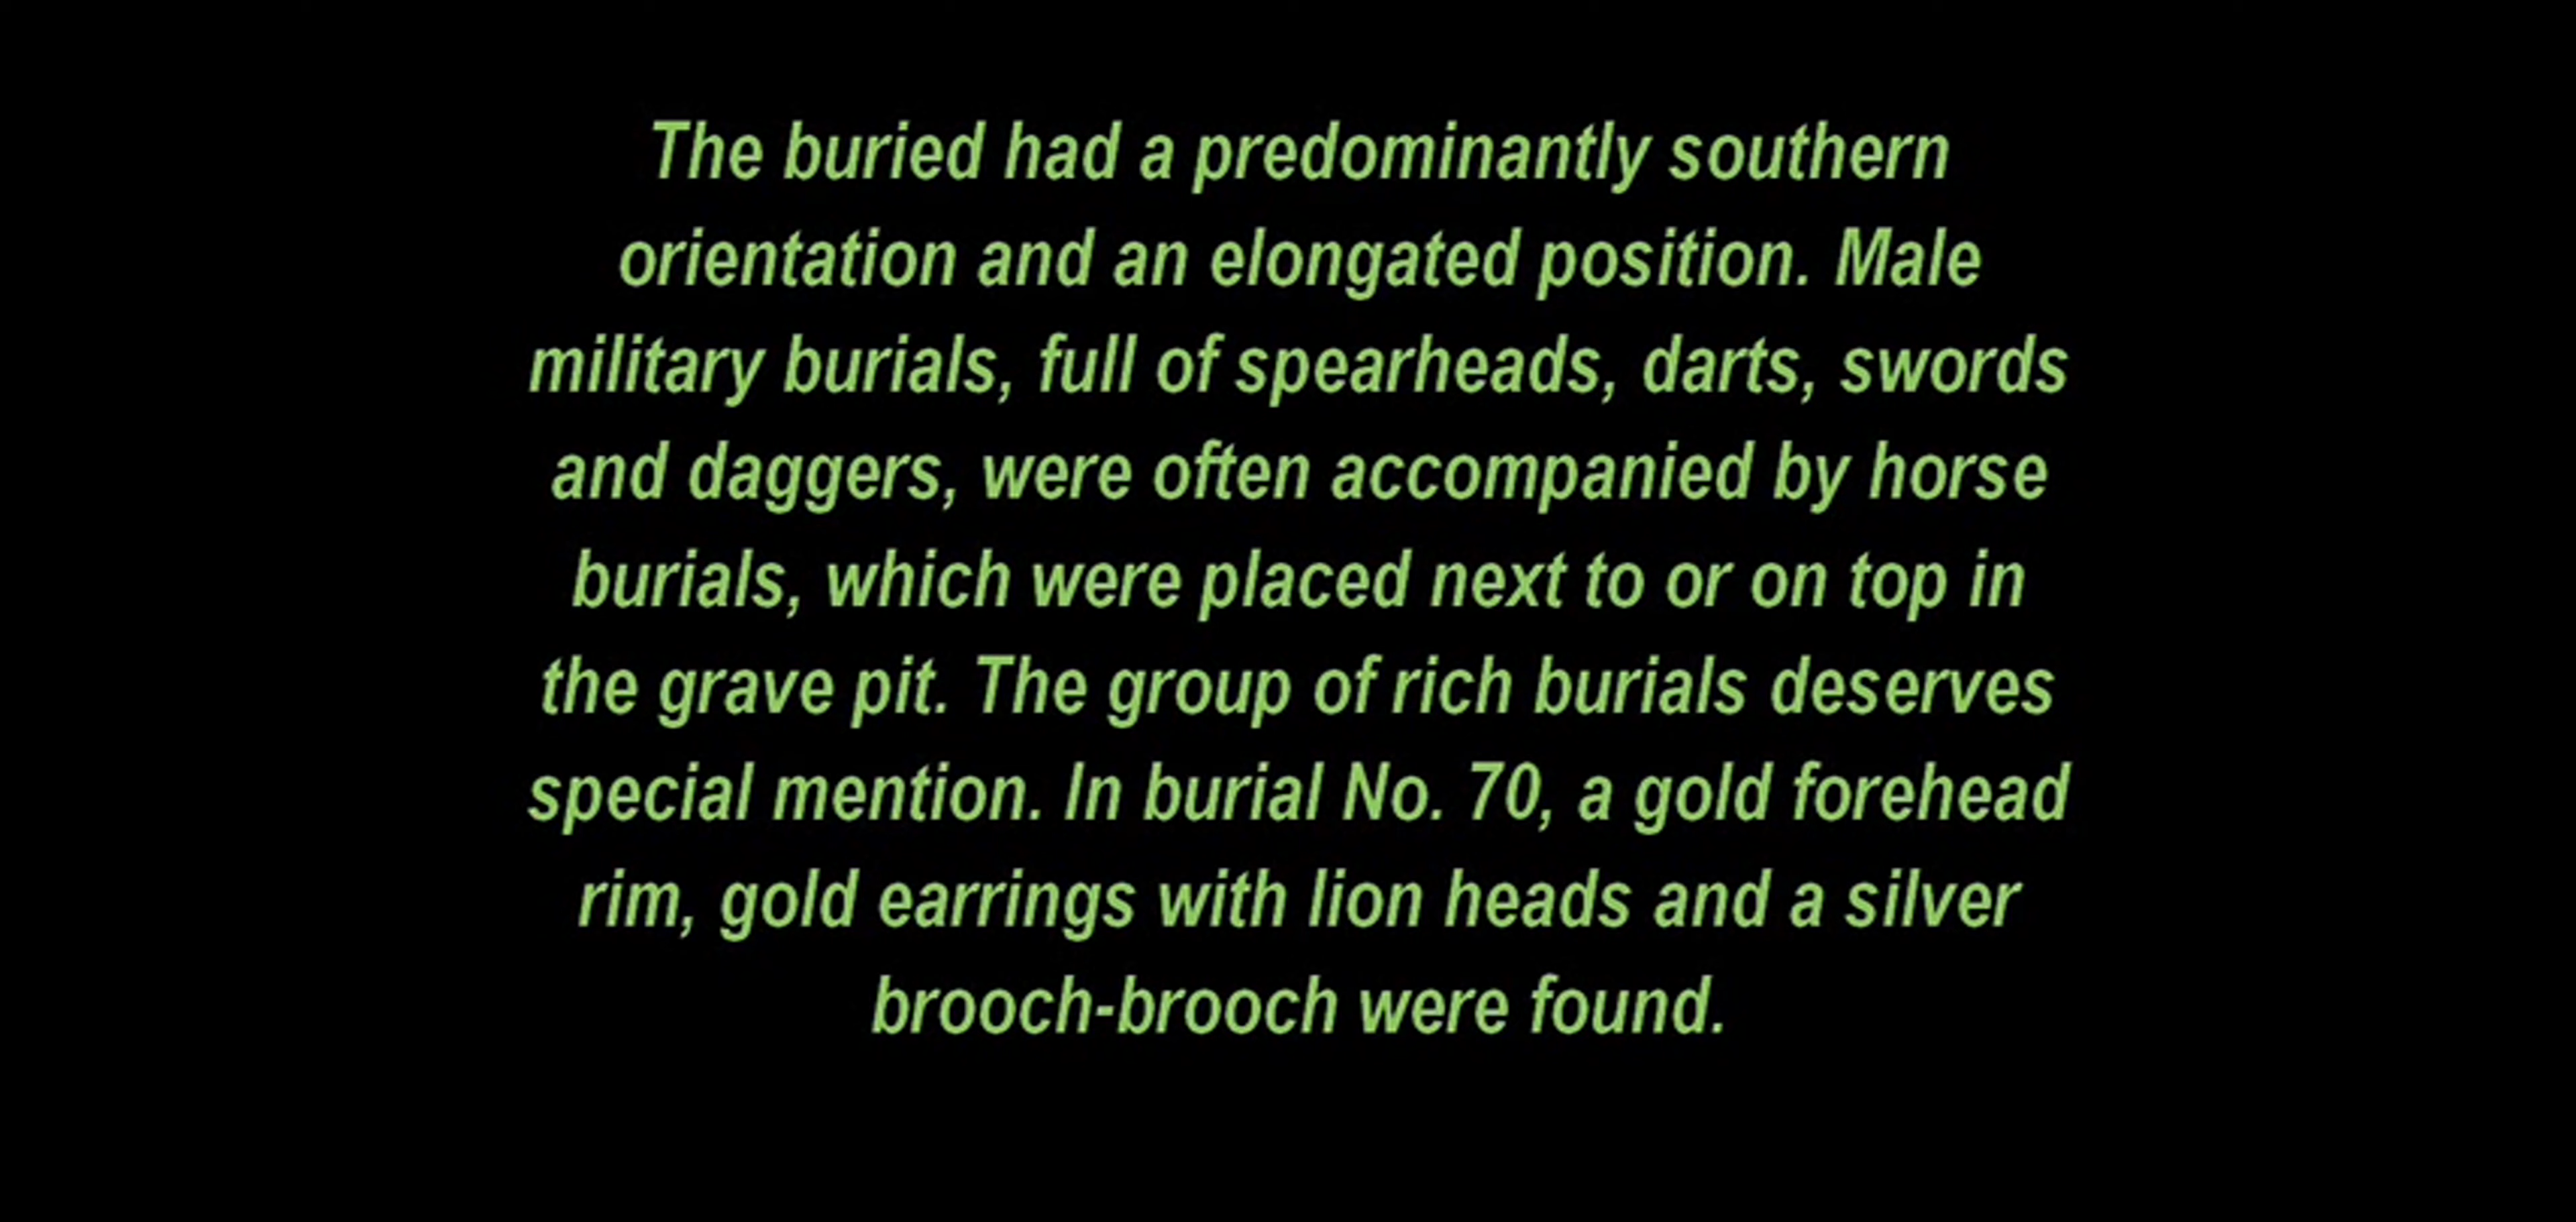 The buried had a predominantly southern
orientation and an elongated position. Male
military burials, full of spearheads, darts, swords
and daggers, were often accompanied by horse
burials, which were placed next to or on top in
the grave pit. The group of rich burials deserves
special mention. In burial No. 70, a gold forehead
rim, gold earrings with lion heads and a silver
brooch-brooch were found.